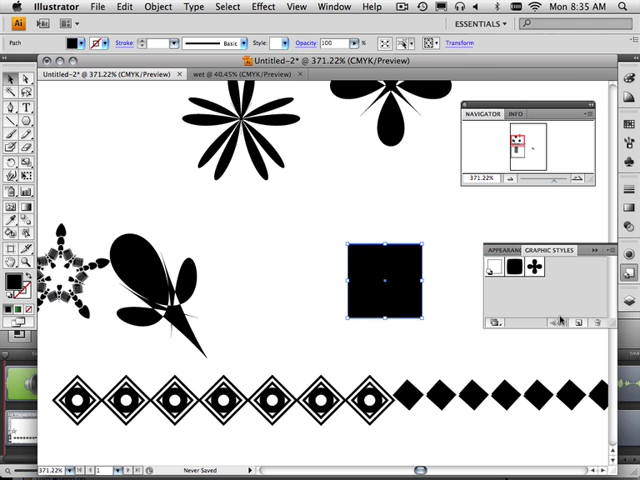 Illustrator File Edit Object Type Select Effect View Window Help Mon 8:35 AM
Ai ESSENTIALS
Path Stroke: Basic Style: Opacity: 100 % Transform
Untitled-2* @ 371.22% (CMYK/Preview)
Untitled-2* @ 371.22% (CMYK/Preview) × wet @ 40.45% (CMYK/Preview) ×
NAVIGATOR INFO
371.22%
APPEARAN GRAPHIC STYLES
371.22% 1 Never Saved